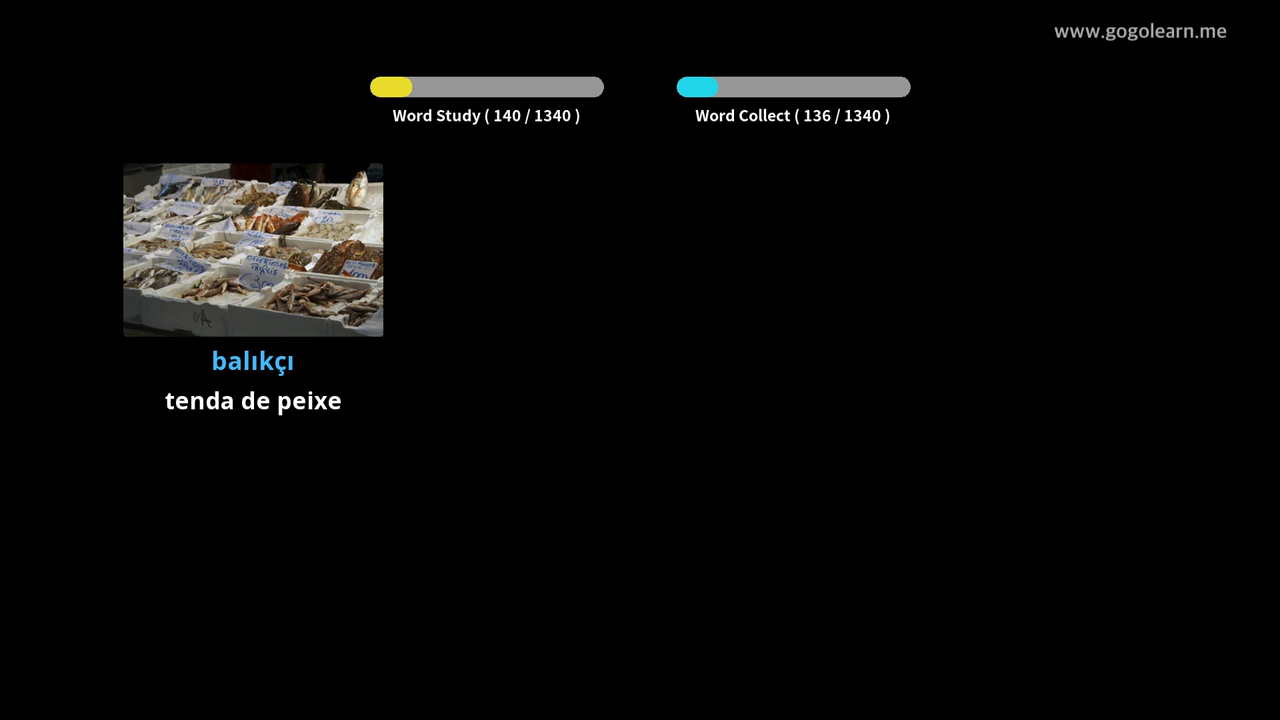 www.gogolearn.me
Word Study ( 140 / 1340 )
Word Collect ( 136 / 1340 )
balıkçı
tenda de peixe